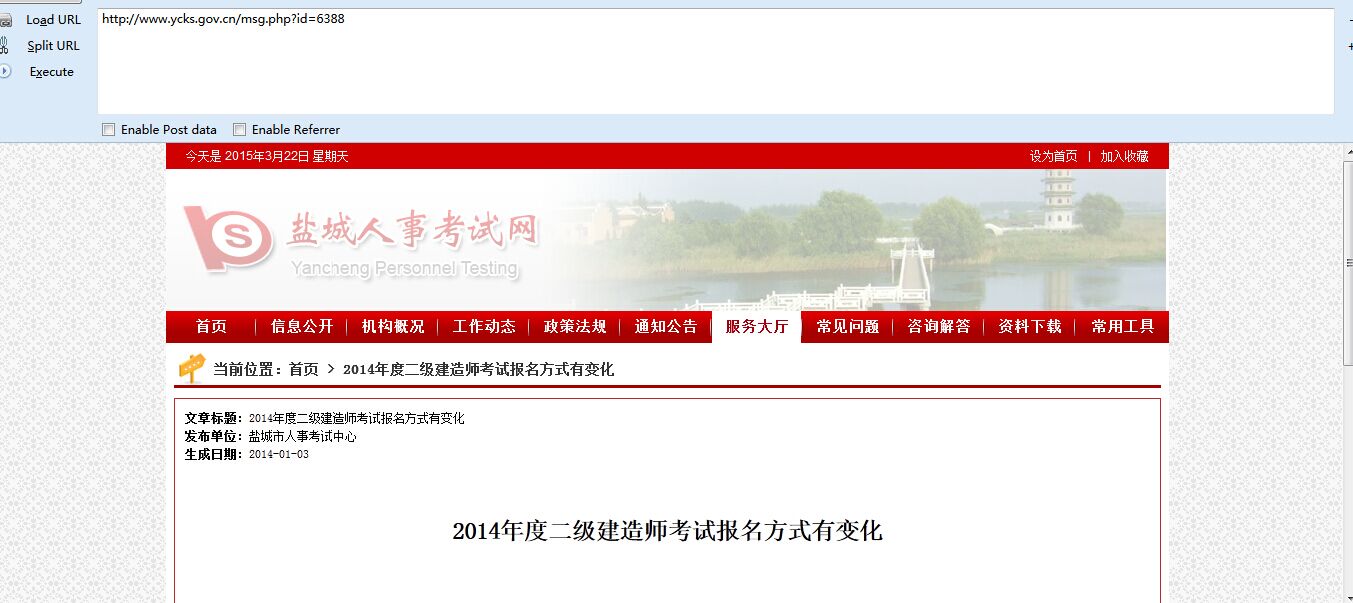 Load URL
http://www.ycks.gov.cn/msg.php?id=6388
Split URL
Execute
Enable Post data Enable Referrer
今天是 2015年3月22日 星期天 设为首页 | 加入收藏
盐城人事考试网
Yancheng Personnel Testing
首页 信息公开 机构概况 工作动态 政策法规 通知公告 服务大厅 常见问题 咨询解答 资料下载 常用工具
当前位置：首页 > 2014年度二级建造师考试报名方式有变化
文章标题：2014年度二级建造师考试报名方式有变化
发布单位：盐城市人事考试中心
生成日期：2014-01-03
2014年度二级建造师考试报名方式有变化